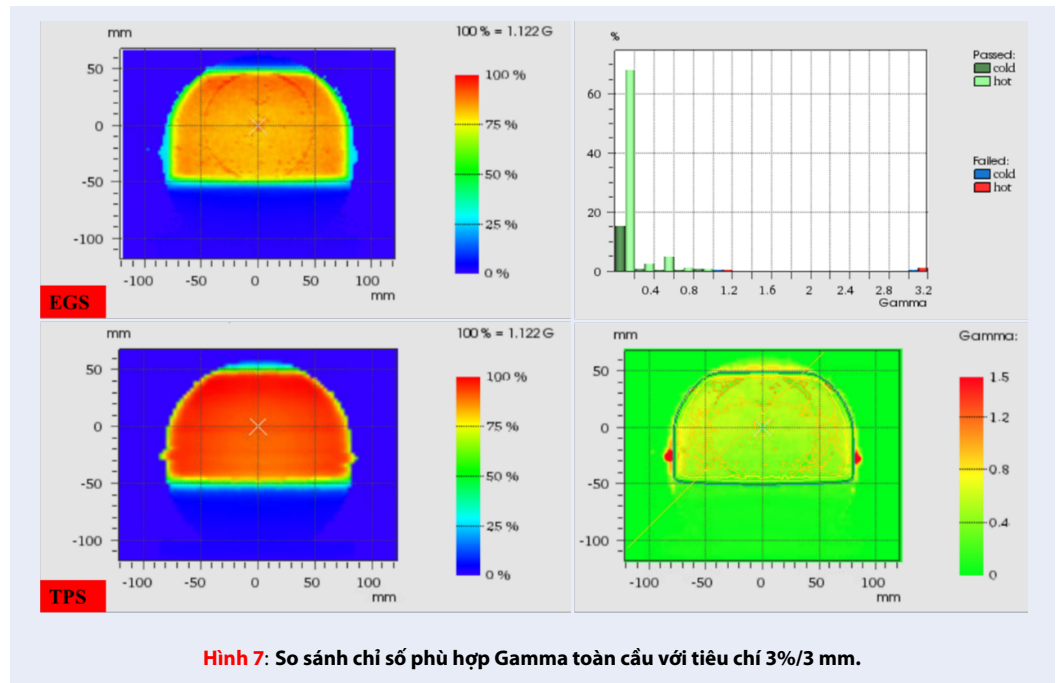 mm
100 % = 1.122 G
50
0
-50
-100
-100 -50 0 50 100
mm
100 %
75 %
50 %
25 %
0 %
EGS
%
60
40
20
0
0.4 0.8 1.2 1.6 2 2.4 2.8 3.2
Gamma
Passed:
cold
hot
Failed:
cold
hot
mm
100 % = 1.122 G
50
0
-50
-100
-100 -50 0 50 100
mm
100 %
75 %
50 %
25 %
0 %
TPS
mm
Gamma:
50
0
-50
-100
-100 -50 0 50 100
mm
1.5
1.2
0.8
0.4
0
Hình 7: So sánh chỉ số phù hợp Gamma toàn cầu với tiêu chí 3%/3 mm.